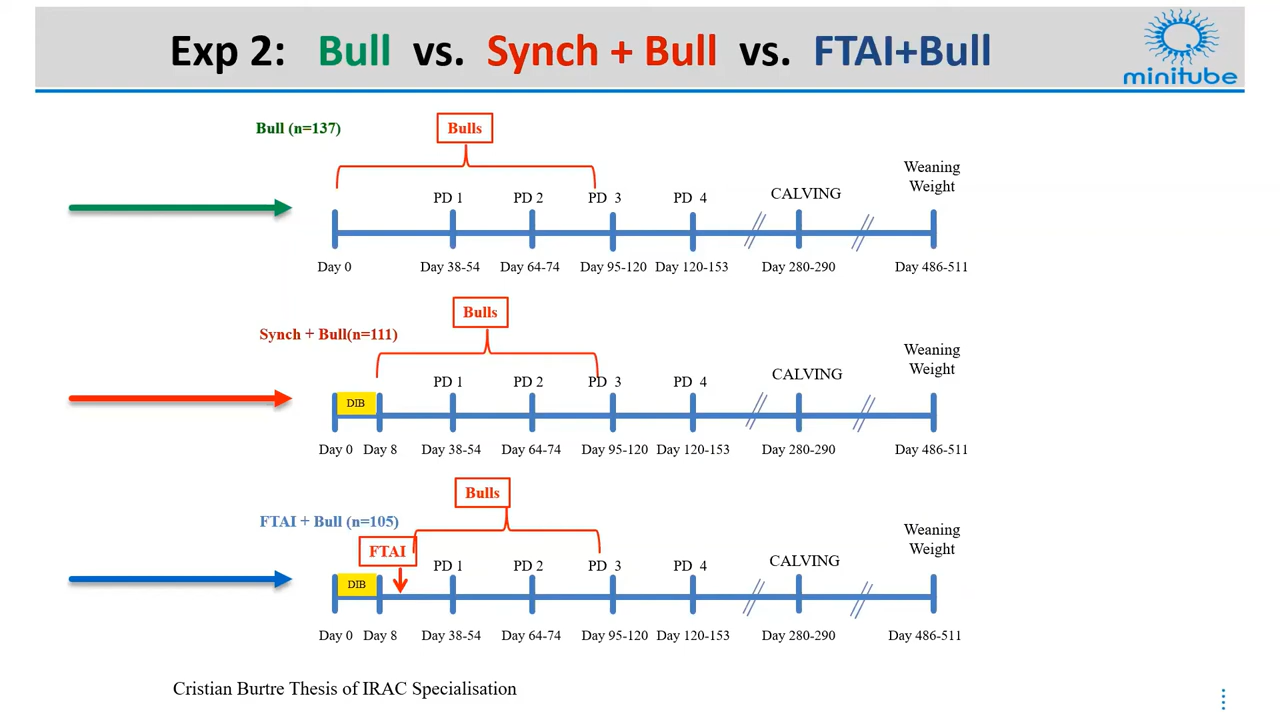 Exp 2: Bull vs. Synch + Bull vs. FTAI+Bull
minitube
Bull (n=137)
Bulls
Weaning
Weight
PD 1
PD 2
PD 3
PD 4
CALVING
Day 0
Day 38-54
Day 64-74
Day 95-120
Day 120-153
Day 280-290
Day 486-511
Bulls
Synch + Bull(n=111)
Weaning
Weight
PD 1
PD 2
PD 3
PD 4
CALVING
DIB
Day 0
Day 8
Day 38-54
Day 64-74
Day 95-120
Day 120-153
Day 280-290
Day 486-511
Bulls
FTAI + Bull (n=105)
Weaning
Weight
FTAI
PD 1
PD 2
PD 3
PD 4
CALVING
DIB
Day 0
Day 8
Day 38-54
Day 64-74
Day 95-120
Day 120-153
Day 280-290
Day 486-511
Cristian Burtre Thesis of IRAC Specialisation